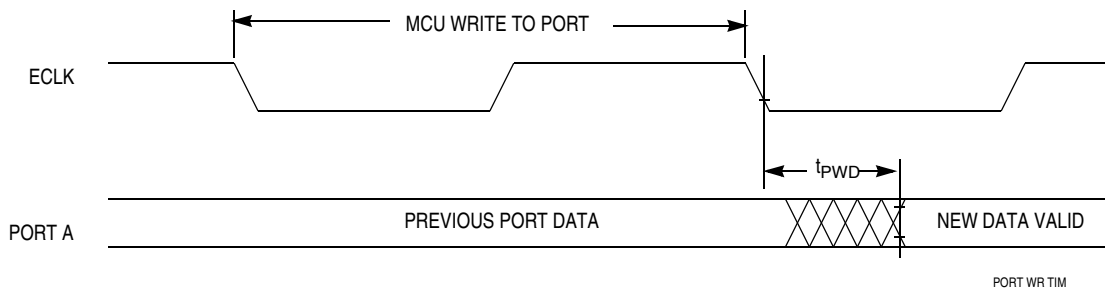 MCU WRITE TO PORT
ECLK
tPWD
PREVIOUS PORT DATA
NEW DATA VALID
PORT A
PORT WR TIM